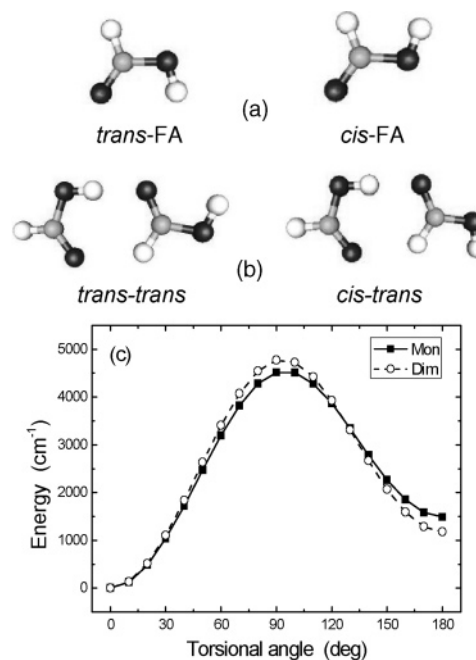 trans-FA cis-FA
(a)
trans-trans cis-trans
(b)
(c)
Mon
Dim
5000
4000
3000
2000
1000
0
Energy (cm⁻¹)
0 30 60 90 120 150 180
Torsional angle (deg)